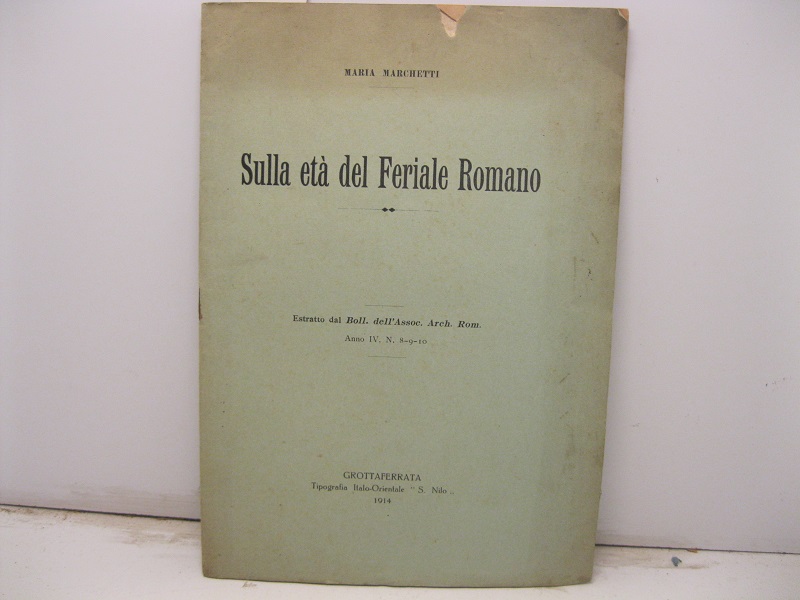 MARIA MARCHETTI
Sulla età del Feriale Romano
Estratto dal Boll. dell'Assoc. Arch. Rom.
Anno IV, N. 8-9-10
GROTTAFERRATA
Tipografia Italo-Orientale “ S. Nilo „
1914